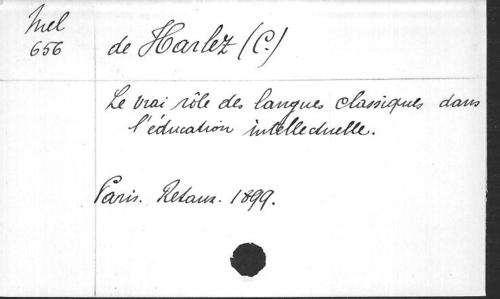 Mel
656
de Harlez (C.)
Le vrai rôle des langues classiques dans
l'éducation intellectuelle.
Paris. Retaux. 1899.